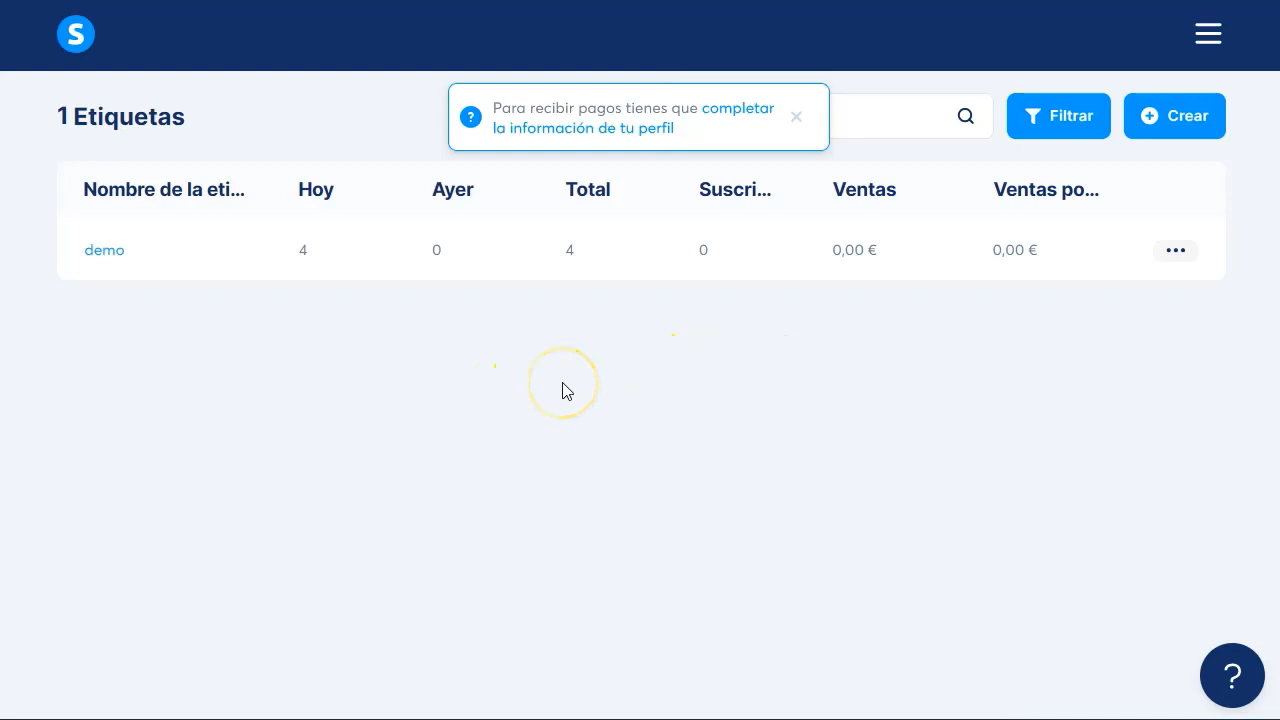 S
1 Etiquetas
? Para recibir pagos tienes que completar
la información de tu perfil
Filtrar
Crear
Nombre de la eti... Hoy Ayer Total Suscri... Ventas Ventas po...
demo 4 0 4 0 0,00 € 0,00 €
?